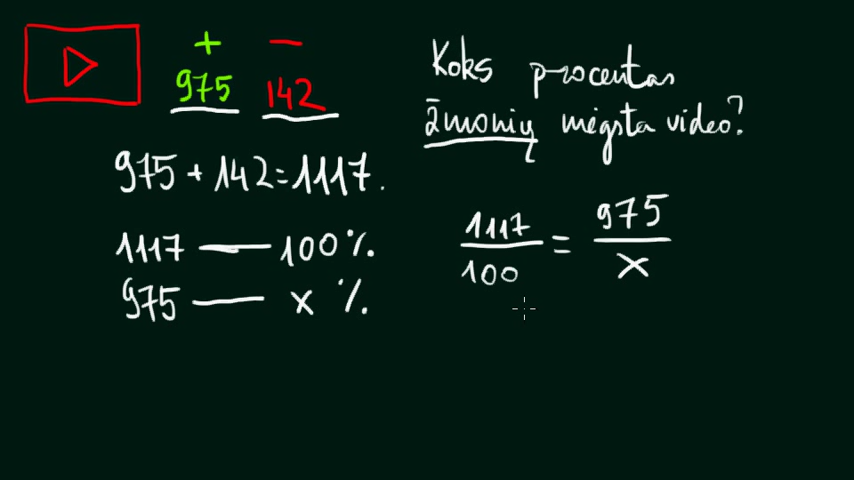 + −
975 142
Koks procentas
žmonių mėgsta video?
975 + 142 = 1117.
1117 — 100 %.
975 — x %.
1117/100 = 975/x